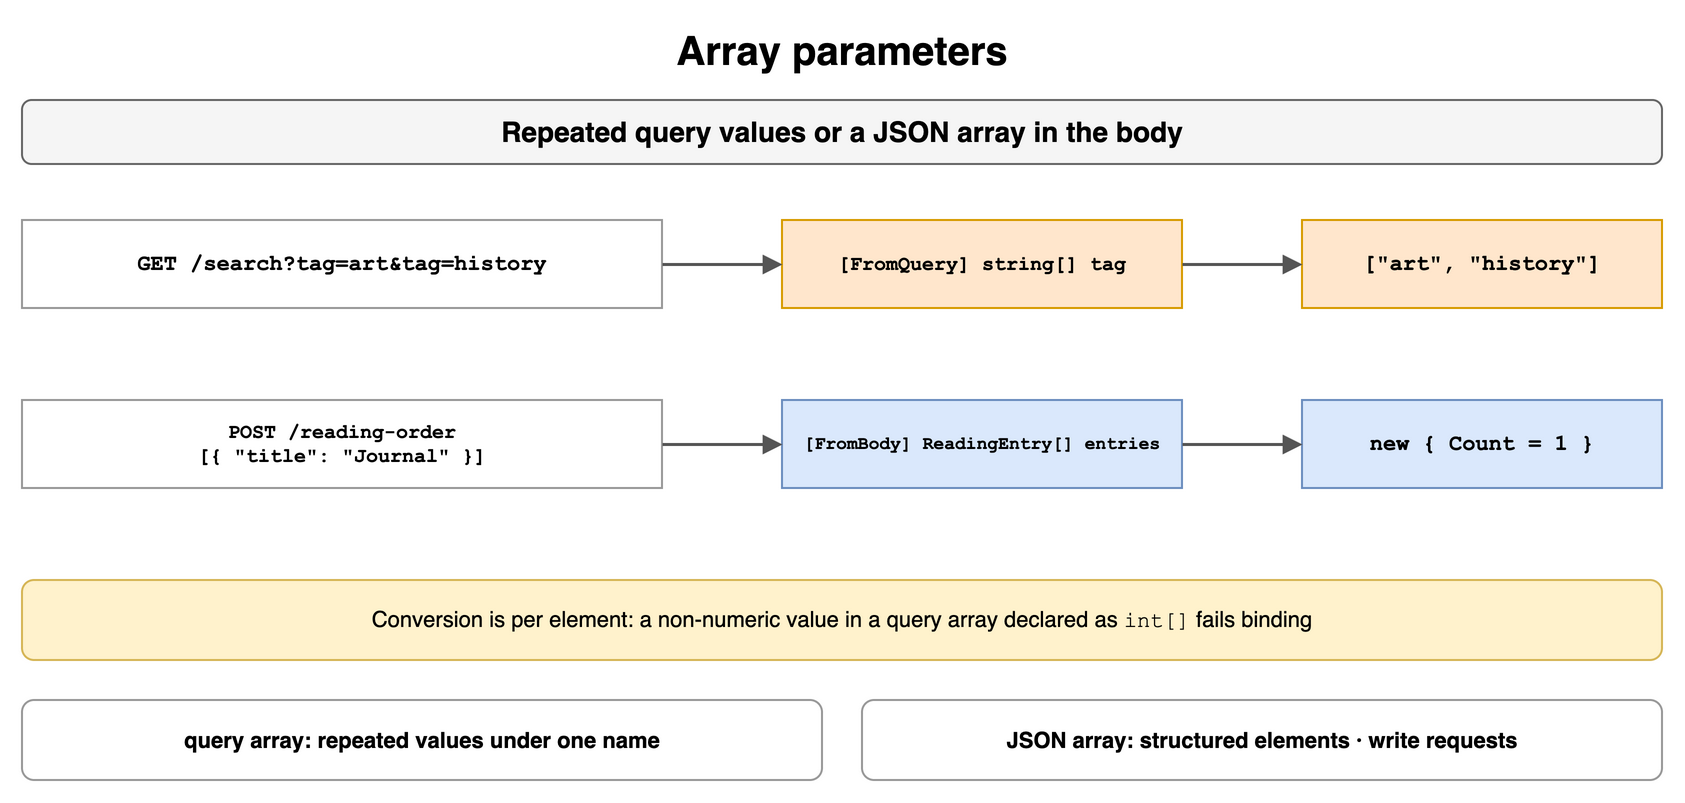 Array parameters
Repeated query values or a JSON array in the body
GET /search?tag=art&tag=history
[FromQuery] string[] tag
["art", "history"]
POST /reading-order
[{ "title": "Journal" }]
[FromBody] ReadingEntry[] entries
new { Count = 1 }
Conversion is per element: a non-numeric value in a query array declared as int[] fails binding
query array: repeated values under one name
JSON array: structured elements · write requests